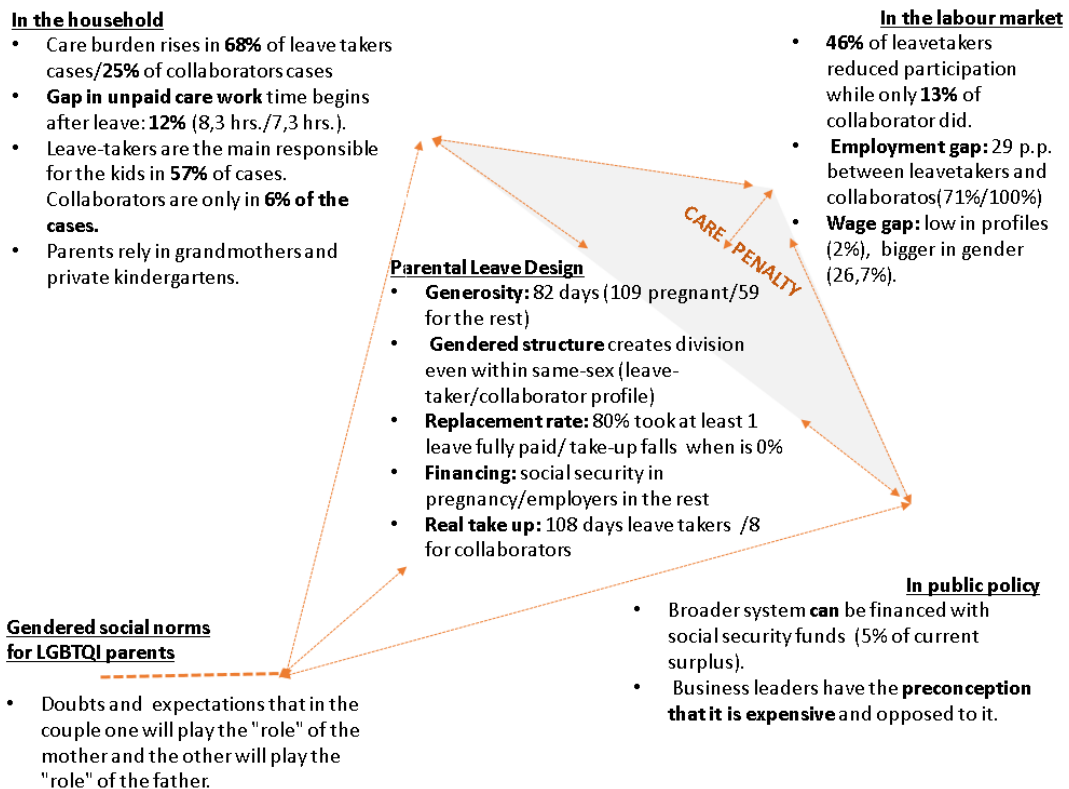 In the household
• Care burden rises in 68% of leave takers
cases/25% of collaborators cases
• Gap in unpaid care work time begins
after leave: 12% (8,3 hrs./7,3 hrs.).
• Leave-takers are the main responsible
for the kids in 57% of cases.
Collaborators are only in 6% of the
cases.
• Parents rely in grandmothers and
private kindergartens.
In the labour market
• 46% of leavetakers
reduced participation
while only 13% of
collaborator did.
• Employment gap: 29 p.p.
between leavetakers and
collaboratos(71%/100%)
• Wage gap: low in profiles
(2%), bigger in gender
(26,7%).
CARE PENALTY
Parental Leave Design
• Generosity: 82 days (109 pregnant/59
for the rest)
• Gendered structure creates division
even within same-sex (leave-
taker/collaborator profile)
• Replacement rate: 80% took at least 1
leave fully paid/ take-up falls when is 0%
• Financing: social security in
pregnancy/employers in the rest
• Real take up: 108 days leave takers /8
for collaborators
Gendered social norms
for LGBTQI parents
• Doubts and expectations that in the
couple one will play the "role" of the
mother and the other will play the
"role" of the father.
In public policy
• Broader system can be financed with
social security funds (5% of current
surplus).
• Business leaders have the preconception
that it is expensive and opposed to it.